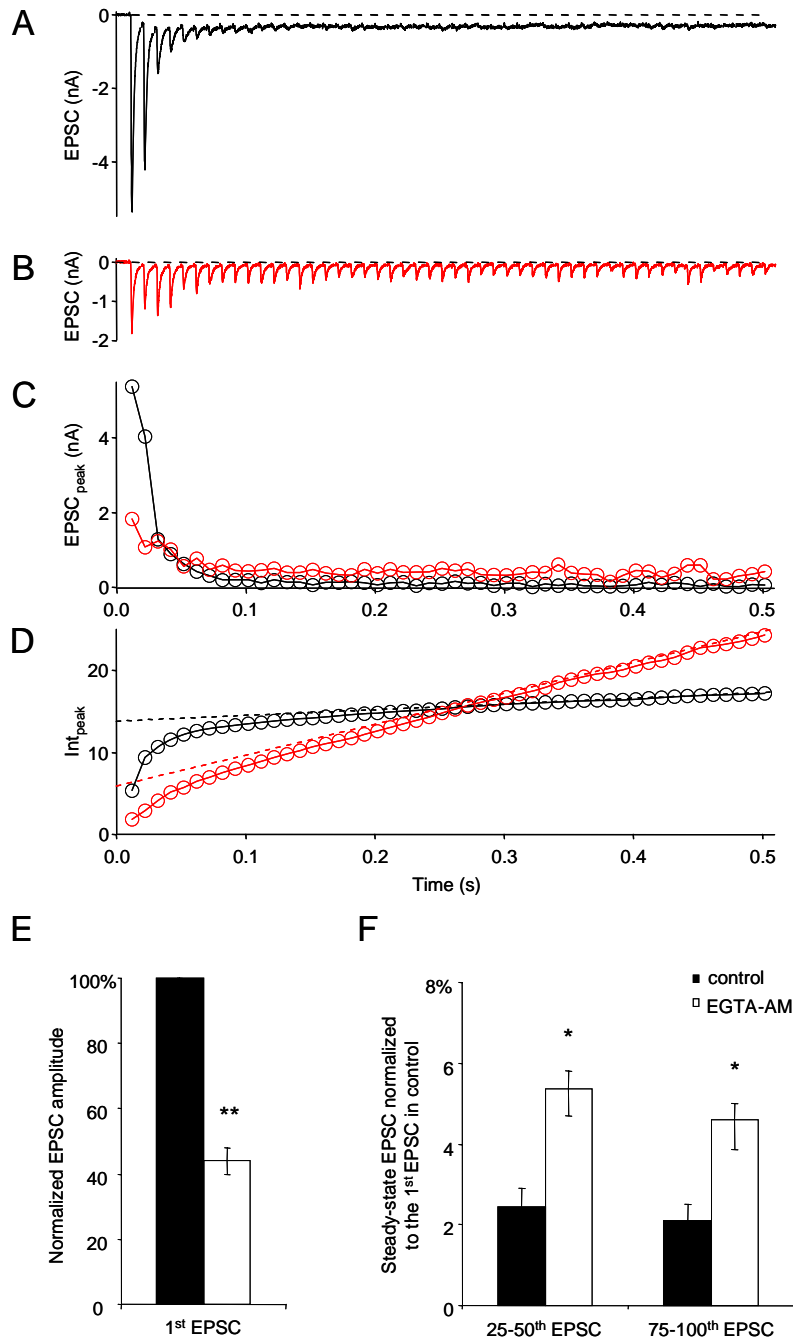 A
EPSC (nA)
0
-2
-4
B
EPSC (nA)
0
-1
-2
C
EPSC peak (nA)
4
2
0
0.0 0.1 0.2 0.3 0.4 0.5
D
Int peak
20
10
0
0.0 0.1 0.2 0.3 0.4 0.5
Time (s)
E
Normalized EPSC amplitude
100%
80
60
40
20
0
**
1st EPSC
F
Steady-state EPSC normalized
to the 1st EPSC in control
8%
6
4
2
0
control
EGTA-AM
*
*
25-50th EPSC
75-100th EPSC